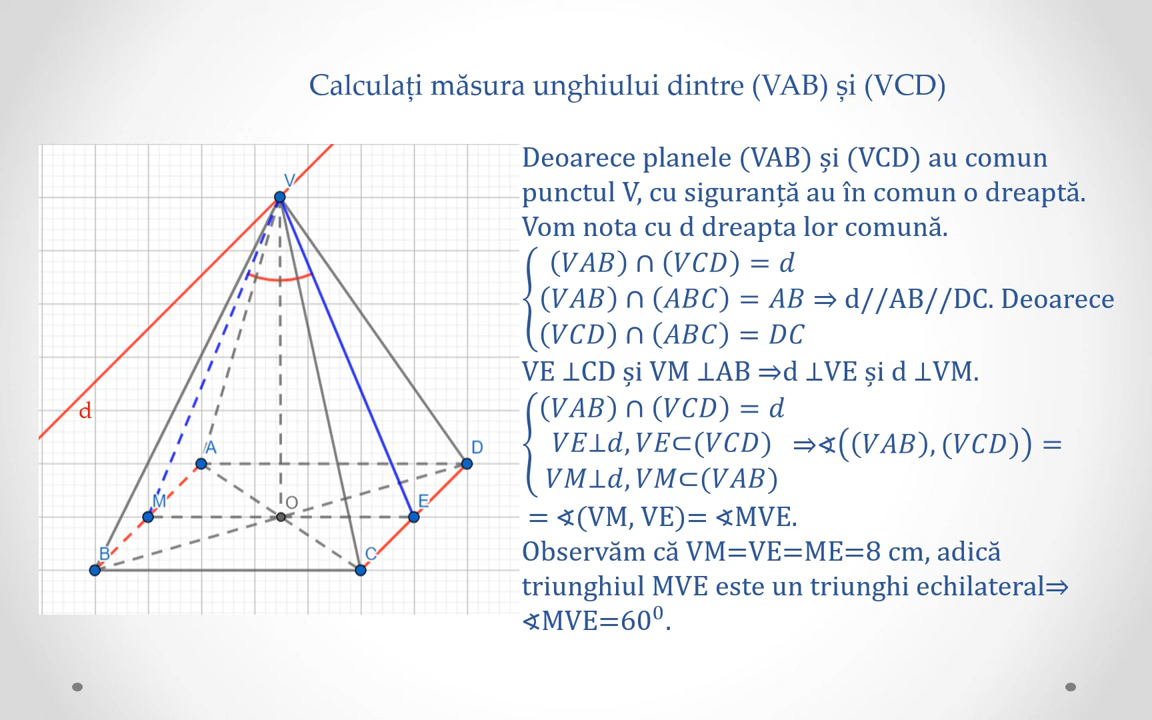 Calculați măsura unghiului dintre (VAB) și (VCD)
Deoarece planele (VAB) și (VCD) au comun
punctul V, cu siguranță au în comun o dreaptă.
Vom nota cu d dreapta lor comună.
(VAB) ∩ (VCD) = d
(VAB) ∩ (ABC) = AB ⇒ d//AB//DC. Deoarece
(VCD) ∩ (ABC) = DC
VE ⊥CD și VM ⊥AB ⇒d ⊥VE și d ⊥VM.
(VAB) ∩ (VCD) = d
VE⊥d, VE⊂(VCD) ⇒∢((VAB), (VCD)) =
VM⊥d, VM⊂(VAB)
= ∢(VM, VE)= ∢MVE.
Observăm că VM=VE=ME=8 cm, adică
triunghiul MVE este un triunghi echilateral⇒
∢MVE=60⁰.
V
d
A
D
M
O
E
B
C